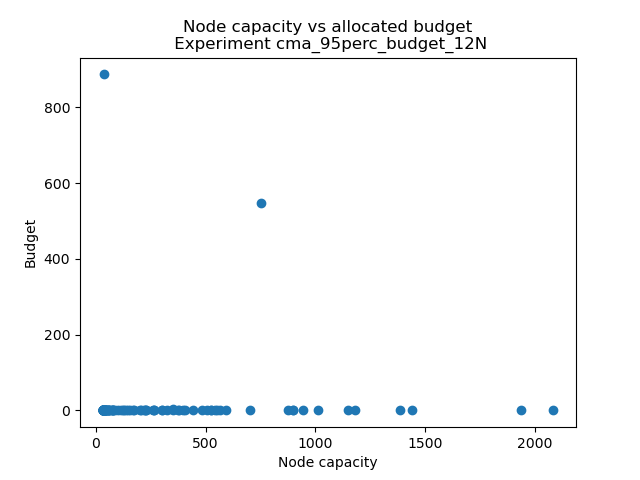 Node capacity vs allocated budget
Experiment cma_95perc_budget_12N
800
600
400
200
0
Budget
0
500
1000
1500
2000
Node capacity